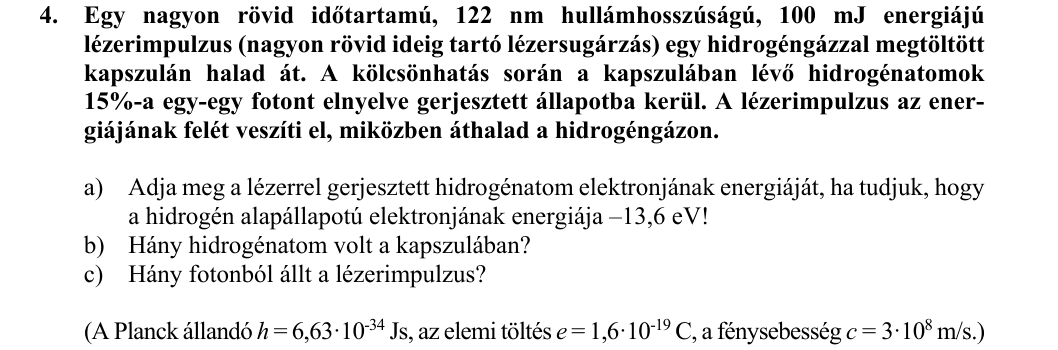 4. Egy nagyon rövid időtartamú, 122 nm hullámhosszúságú, 100 mJ energiájú
lézerimpulzus (nagyon rövid ideig tartó lézersugárzás) egy hidrogéngázzal megtöltött
kapszulán halad át. A kölcsönhatás során a kapszulában lévő hidrogénatomok
15%-a egy-egy fotont elnyelve gerjesztett állapotba kerül. A lézerimpulzus az ener-
giájának felét veszíti el, miközben áthalad a hidrogéngázon.
a) Adja meg a lézerrel gerjesztett hidrogénatom elektronjának energiáját, ha tudjuk, hogy
a hidrogén alapállapotú elektronjának energiája –13,6 eV!
b) Hány hidrogénatom volt a kapszulában?
c) Hány fotonból állt a lézerimpulzus?
(A Planck állandó h = 6,63·10⁻³⁴ Js, az elemi töltés e = 1,6·10⁻¹⁹ C, a fénysebesség c = 3·10⁸ m/s.)